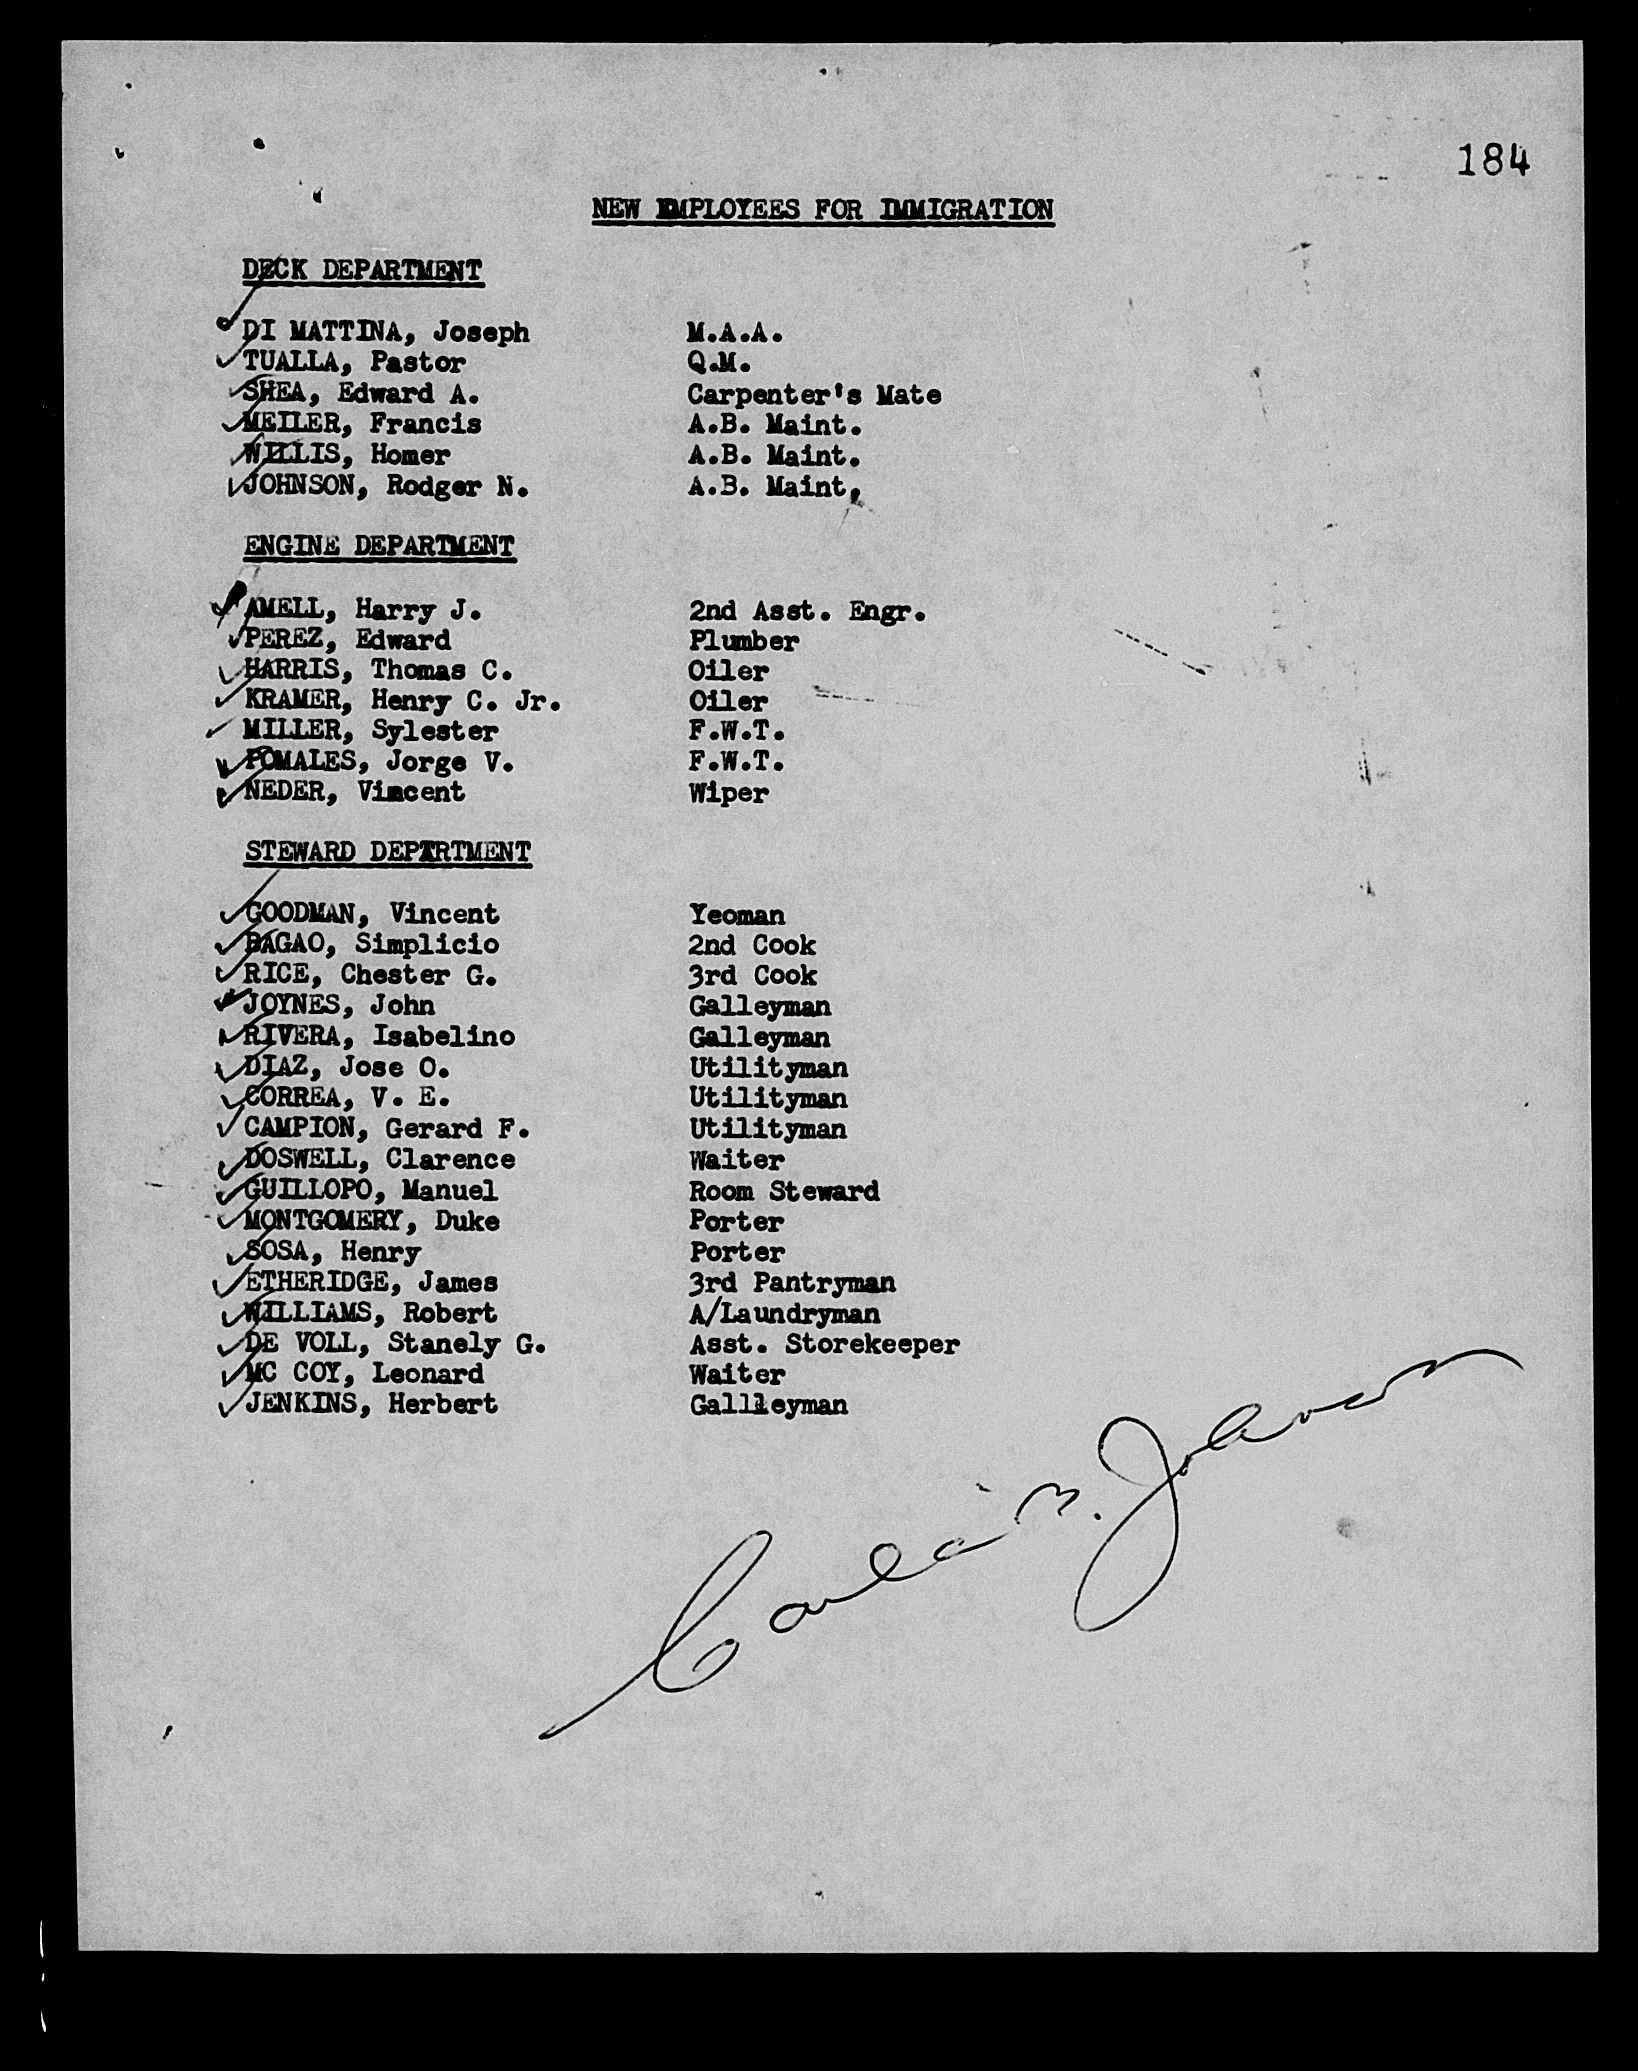 184
NEW EMPLOYEES FOR IMMIGRATION
DECK DEPARTMENT
DI MATTINA, Joseph M.A.A.
TUALLA, Pastor Q.M.
SHEA, Edward A. Carpenter's Mate
MEILER, Francis A.B. Maint.
WILLIS, Homer A.B. Maint.
JOHNSON, Rodger N. A.B. Maint,
ENGINE DEPARTMENT
AMELL, Harry J. 2nd Asst. Engr.
PEREZ, Edward Plumber
HARRIS, Thomas C. Oiler
KRAMER, Henry C. Jr. Oiler
MILLER, Sylester F.W.T.
POMALES, Jorge V. F.W.T.
NEDER, Vincent Wiper
STEWARD DEPARTMENT
GOODMAN, Vincent Yeoman
BAGAO, Simplicio 2nd Cook
RICE, Chester G. 3rd Cook
JOYNES, John Galleyman
RIVERA, Isabelino Galleyman
DIAZ, Jose O. Utilityman
CORREA, V. E. Utilityman
CAMPION, Gerard F. Utilityman
DOSWELL, Clarence Waiter
GUILLOPO, Manuel Room Steward
MONTGOMERY, Duke Porter
SOSA, Henry Porter
ETHERIDGE, James 3rd Pantryman
WILLIAMS, Robert A/Laundryman
DE VOLL, Stanely G. Asst. Storekeeper
MC COY, Leonard Waiter
JENKINS, Herbert Gallleyman